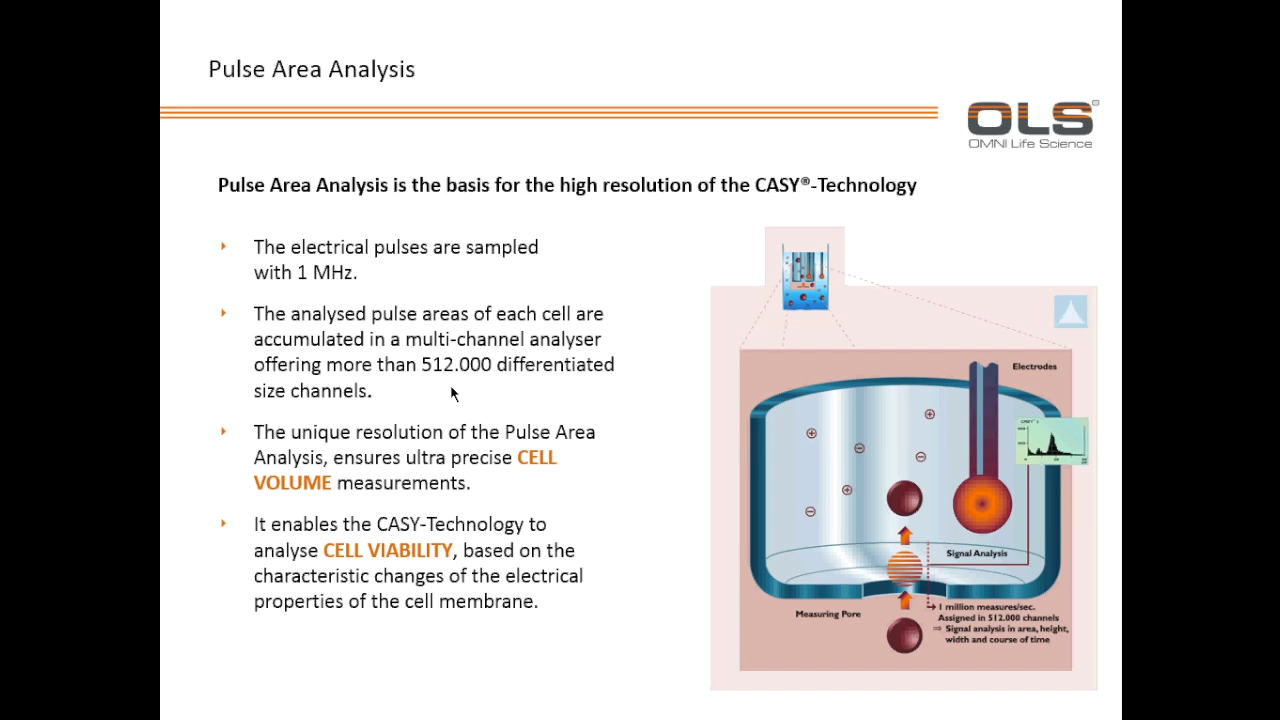 Pulse Area Analysis
OLS®
OMNI Life Science
Pulse Area Analysis is the basis for the high resolution of the CASY®-Technology
The electrical pulses are sampled
with 1 MHz.
The analysed pulse areas of each cell are
accumulated in a multi-channel analyser
offering more than 512.000 differentiated
size channels.
The unique resolution of the Pulse Area
Analysis, ensures ultra precise CELL
VOLUME measurements.
It enables the CASY-Technology to
analyse CELL VIABILITY, based on the
characteristic changes of the electrical
properties of the cell membrane.
Electrodes
Signal Analysis
Measuring Pore
1 million measures/sec.
Assigned in 512.000 channels
⇒ Signal analysis in area, height,
width and course of time